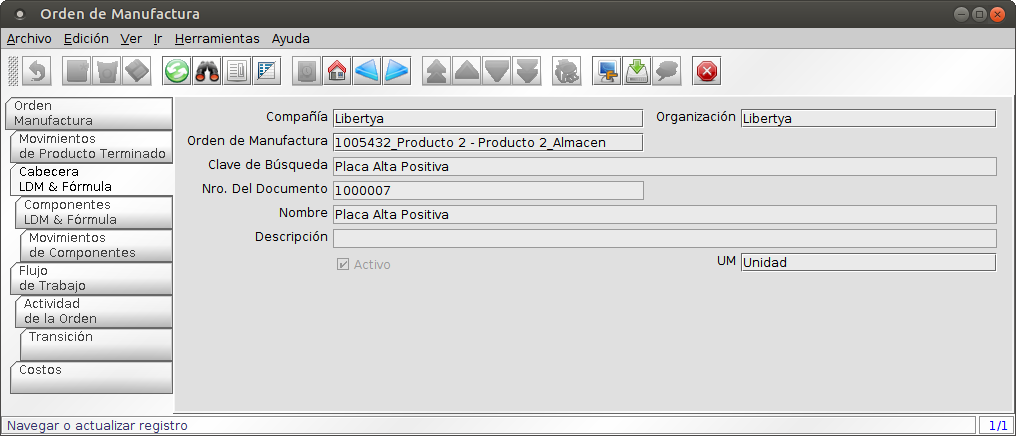 Orden de Manufactura
Archivo Edición Ver Ir Herramientas Ayuda
Orden
Manufactura
Movimientos
de Producto Terminado
Cabecera
LDM & Fórmula
Componentes
LDM & Fórmula
Movimientos
de Componentes
Flujo
de Trabajo
Actividad
de la Orden
Transición
Costos
Compañía Libertya Organización Libertya
Orden de Manufactura 1005432_Producto 2 - Producto 2_Almacen
Clave de Búsqueda Placa Alta Positiva
Nro. Del Documento 1000007
Nombre Placa Alta Positiva
Descripción
Activo UM Unidad
Navegar o actualizar registro 1/1